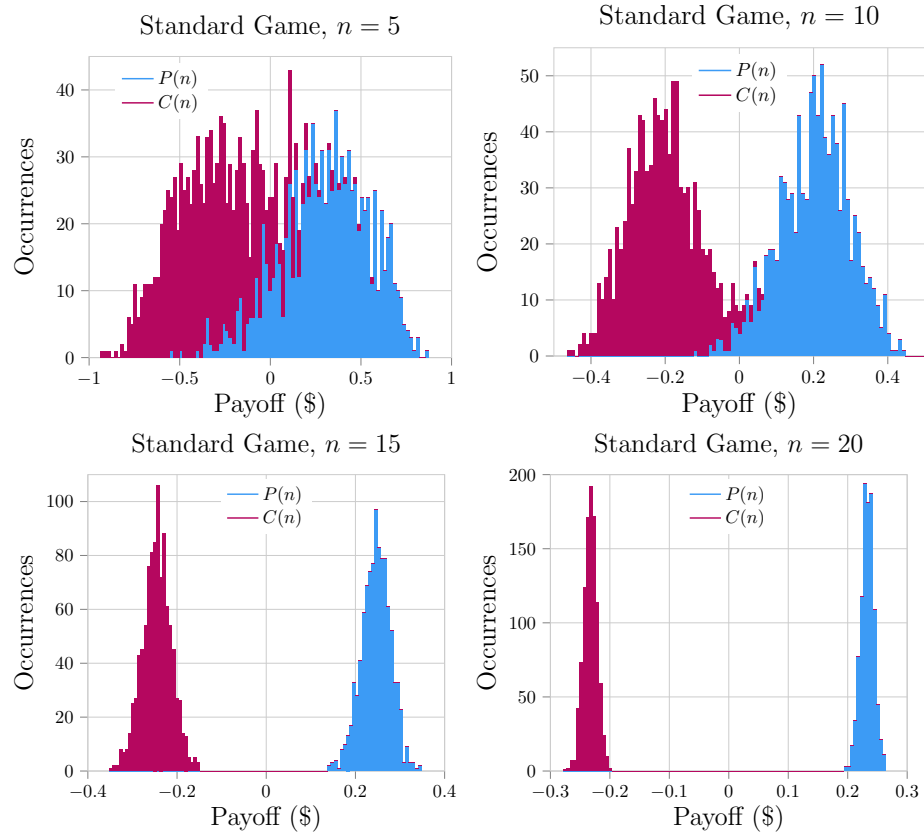 Standard Game, n = 5
P(n)
C(n)
Occurrences
40
30
20
10
0
−1
−0.5
0
0.5
1
Payoff ($)
Standard Game, n = 10
P(n)
C(n)
Occurrences
50
40
30
20
10
0
−0.4
−0.2
0
0.2
0.4
Payoff ($)
Standard Game, n = 15
P(n)
C(n)
Occurrences
100
80
60
40
20
0
−0.4
−0.2
0
0.2
0.4
Payoff ($)
Standard Game, n = 20
P(n)
C(n)
Occurrences
200
150
100
50
0
−0.3
−0.2
−0.1
0
0.1
0.2
0.3
Payoff ($)